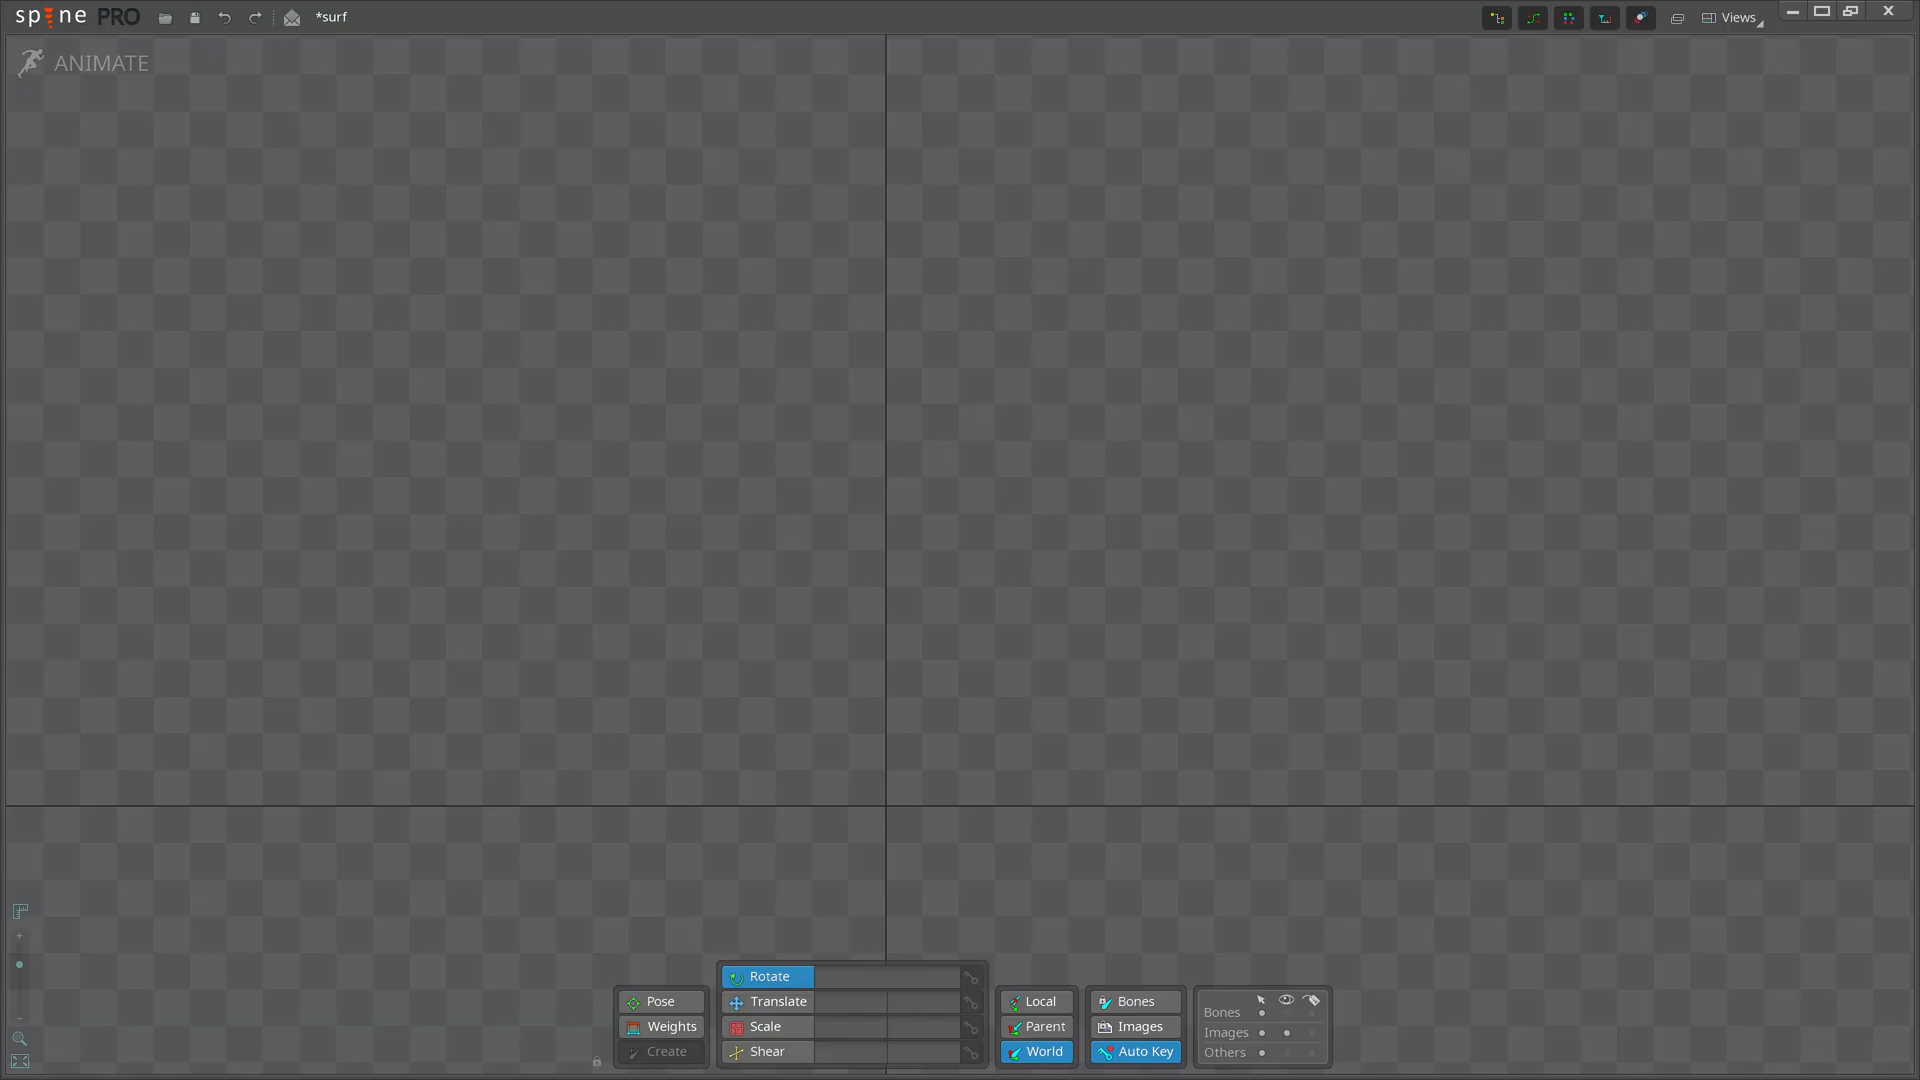 spine PRO
*surf
Views
ANIMATE
Rotate
Pose
Translate
Local
Bones
Weights
Scale
Parent
Images
Create
Shear
World
Auto Key
Bones
Images
Others